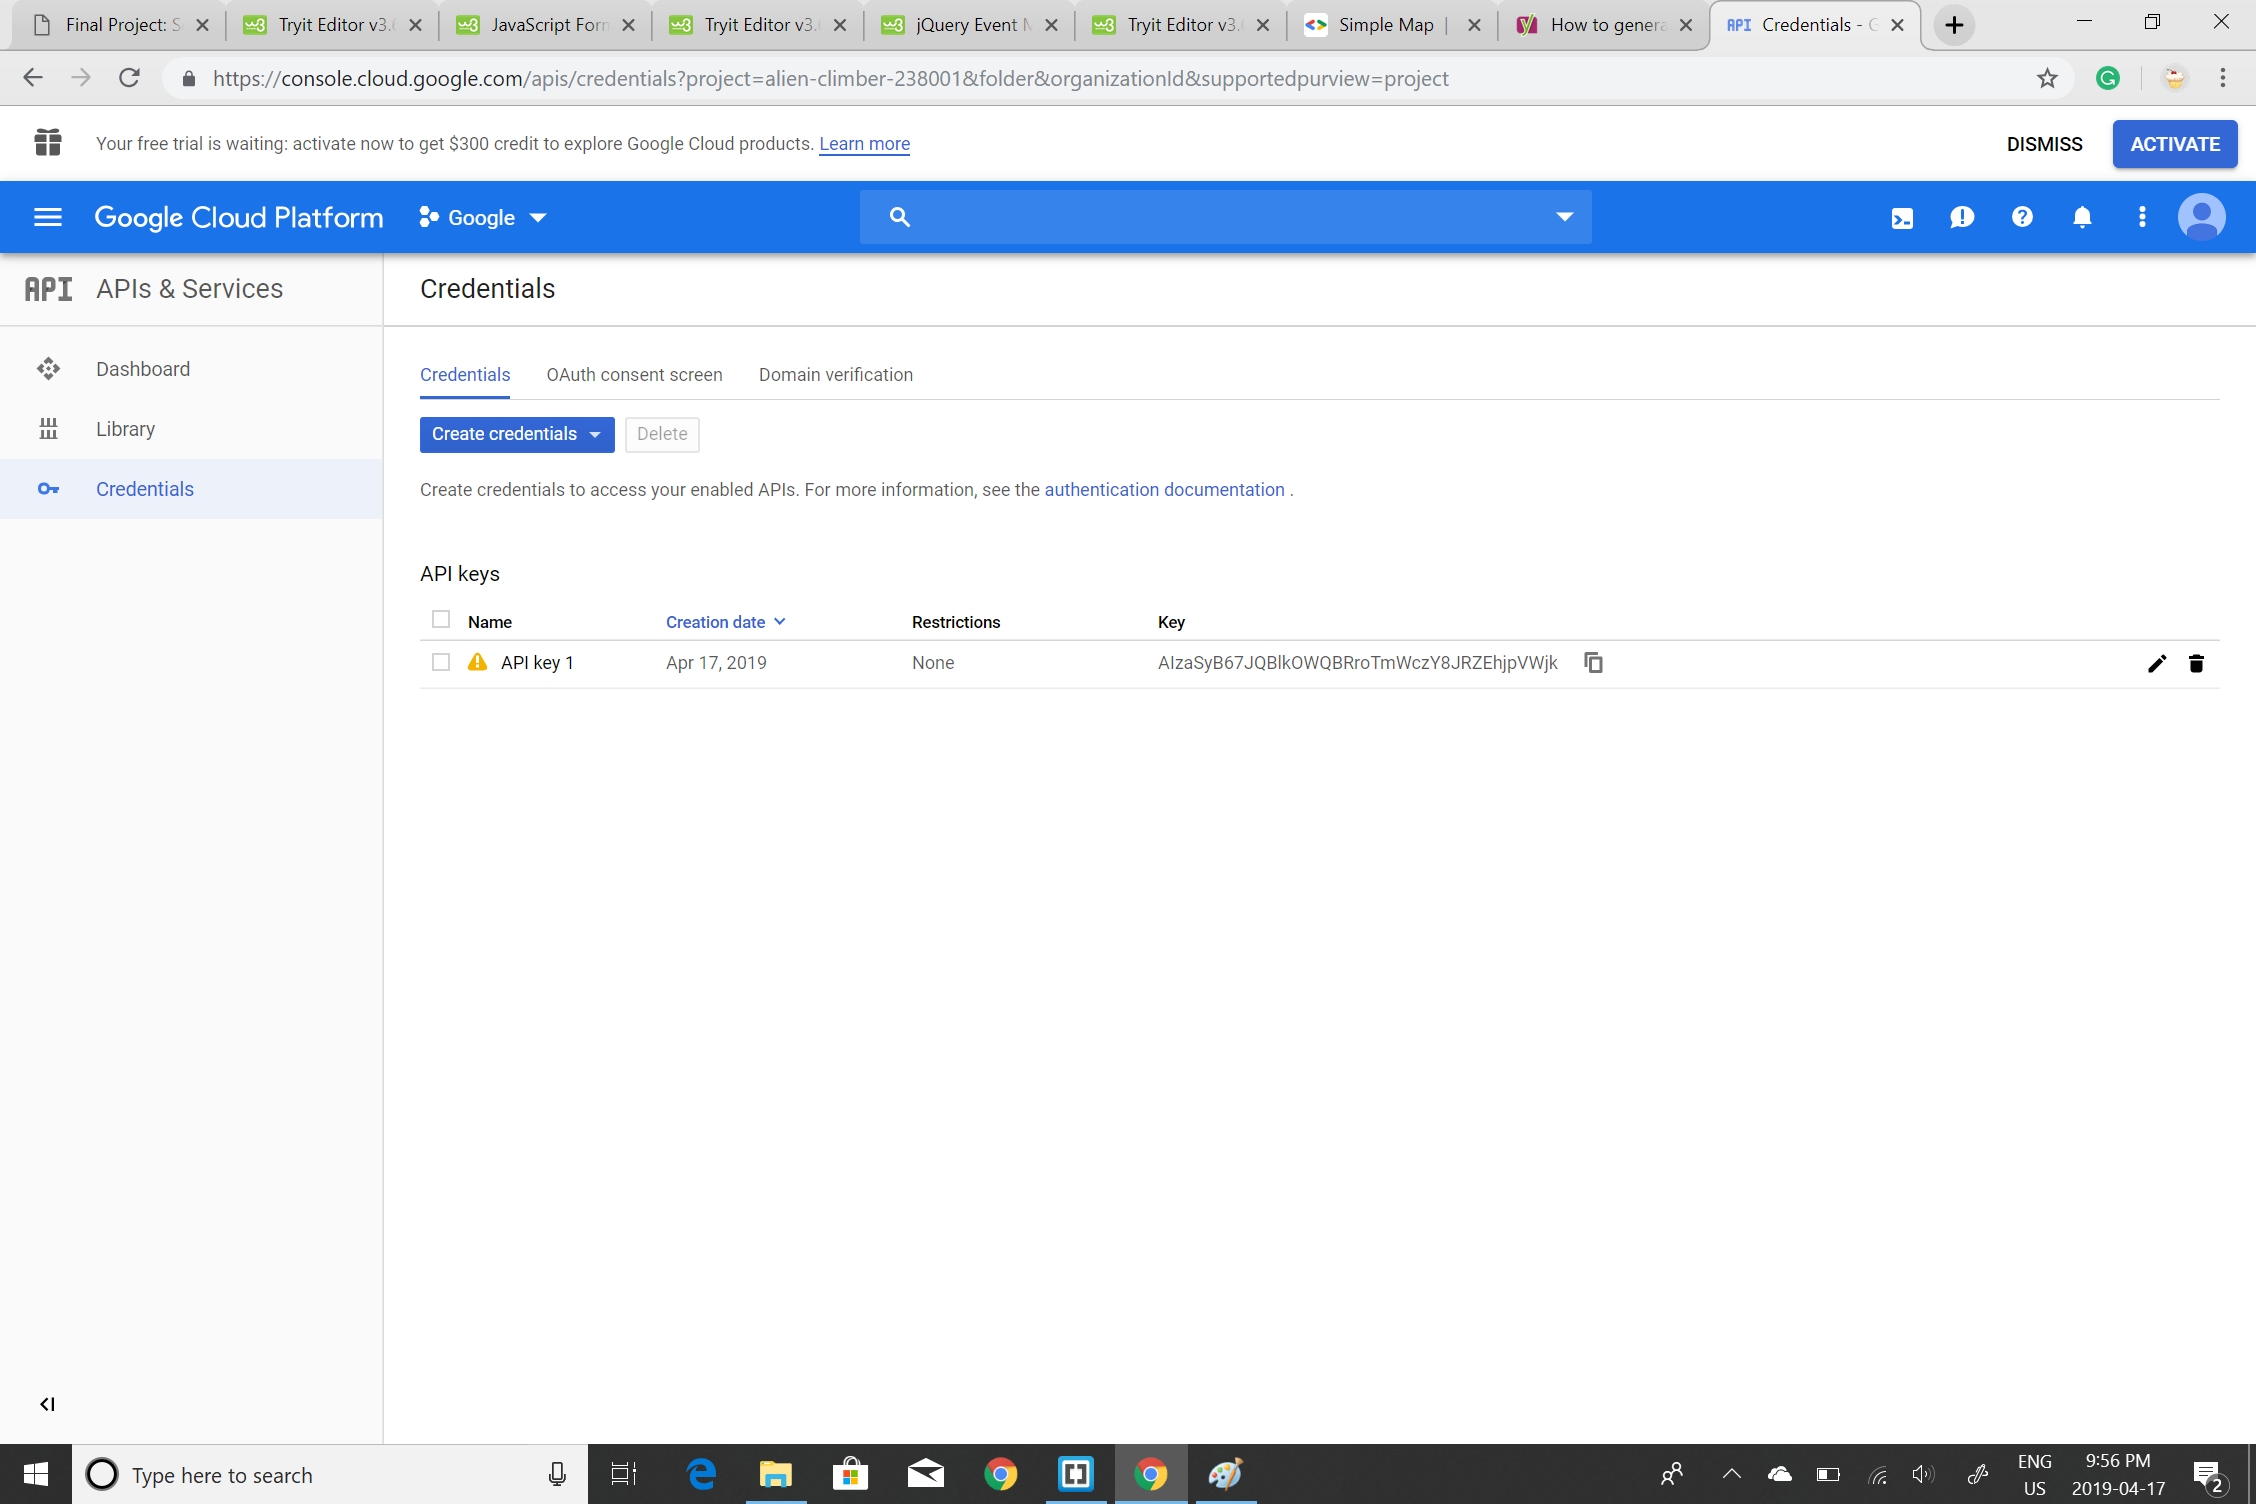 Final Project: S
Tryit Editor v3.
JavaScript Forn
Tryit Editor v3.
jQuery Event
Tryit Editor v3.
Simple Map |
How to genera
API Credentials - G
https://console.cloud.google.com/apis/credentials?project=alien-climber-238001&folder&organizationId&supportedpurview=project
Your free trial is waiting: activate now to get $300 credit to explore Google Cloud products. Learn more
DISMISS
ACTIVATE
Google Cloud Platform
Google
API APIs & Services
Credentials
Dashboard
Library
Credentials
Credentials OAuth consent screen Domain verification
Create credentials Delete
Create credentials to access your enabled APIs. For more information, see the authentication documentation .
API keys
Name Creation date Restrictions Key
API key 1 Apr 17, 2019 None AIzaSyB67JQBlkOWQBRroTmWczY8JRZEhjpVWjk
Type here to search
ENG
US
9:56 PM
2019-04-17
2